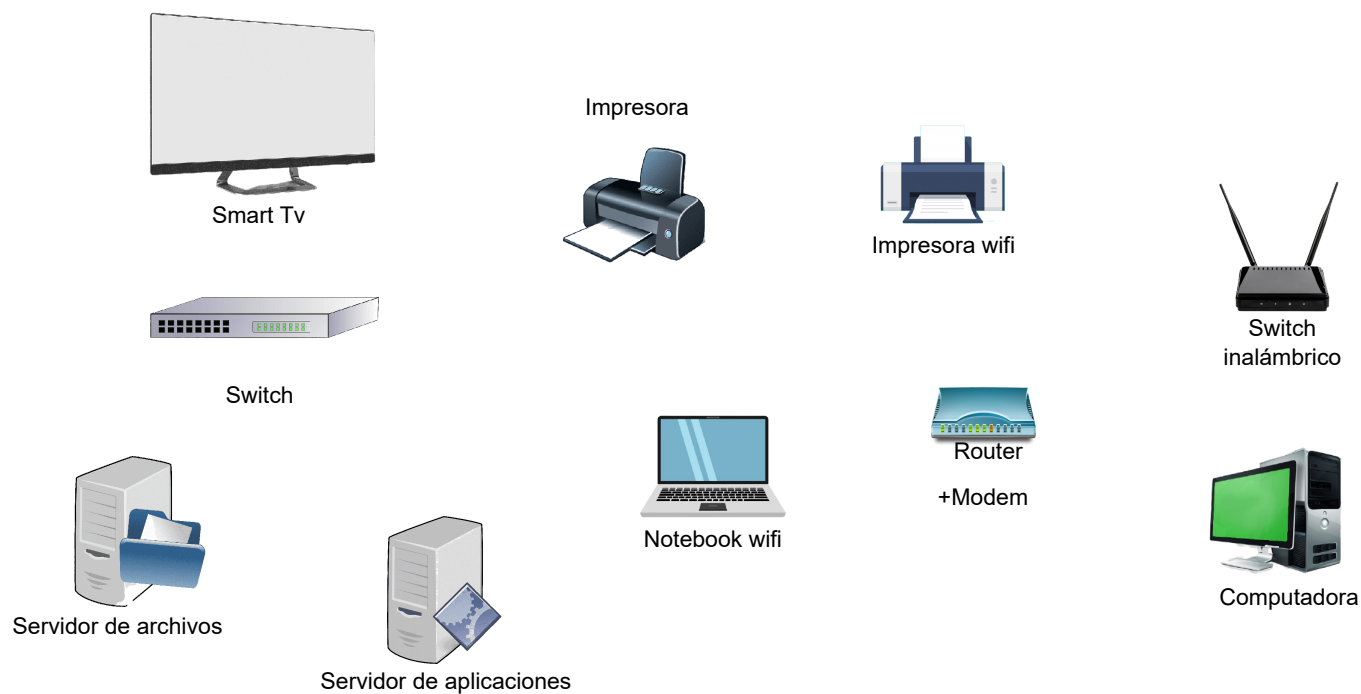 Impresora
Smart Tv
Impresora wifi
Switch
inalámbrico
Switch
Router
+Modem
Notebook wifi
Computadora
Servidor de archivos
Servidor de aplicaciones